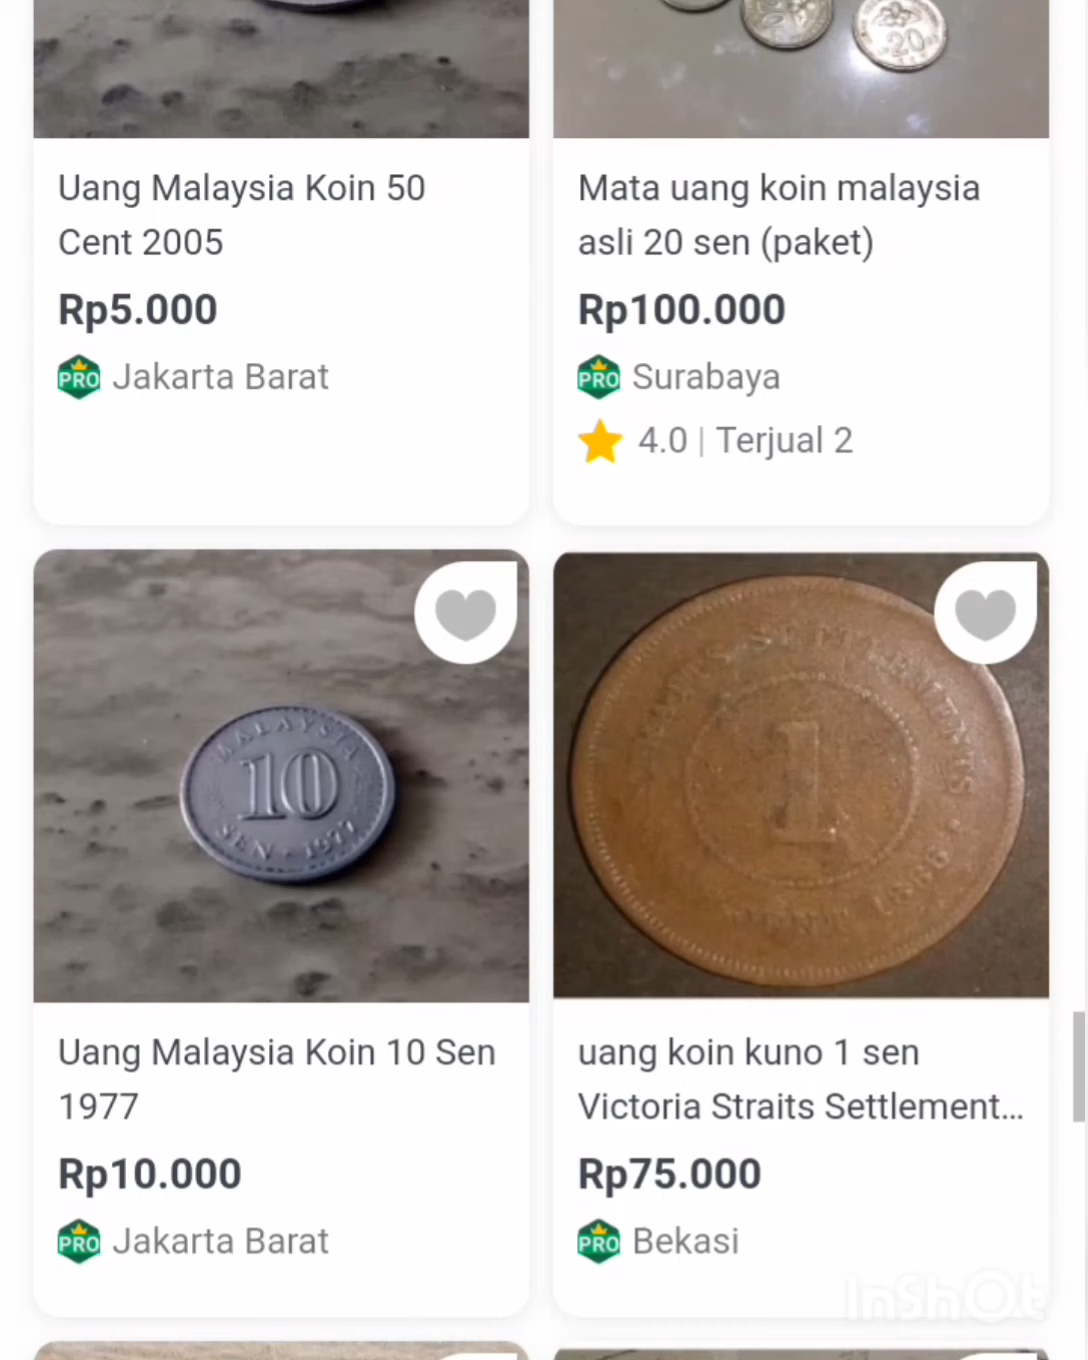 20
Uang Malaysia Koin 50
Cent 2005
Rp5.000
PRO Jakarta Barat
Mata uang koin malaysia
asli 20 sen (paket)
Rp100.000
PRO Surabaya
4.0 | Terjual 2
MALAYSIA
10
SEN · 1977
1
1886
Uang Malaysia Koin 10 Sen
1977
Rp10.000
PRO Jakarta Barat
uang koin kuno 1 sen
Victoria Straits Settlement...
Rp75.000
PRO Bekasi
InShOt